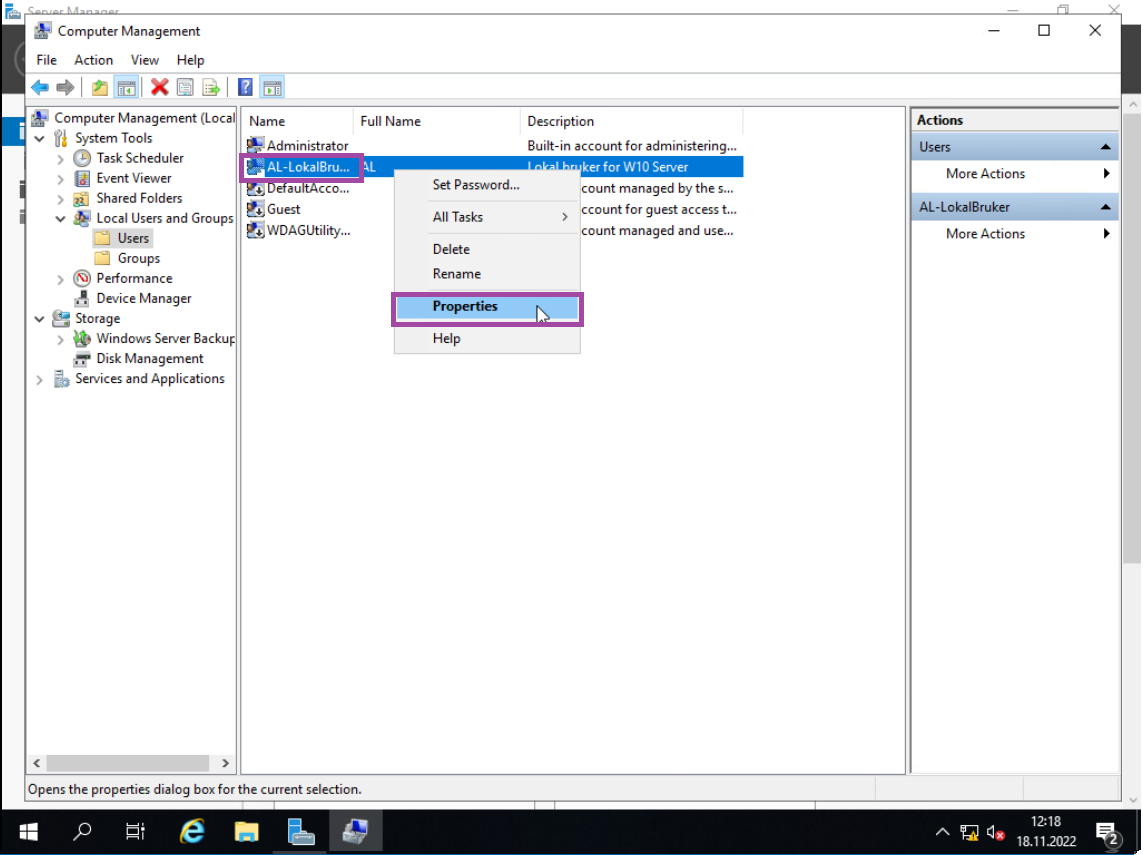 Server Manager
Computer Management
File Action View Help
Computer Management (Local
System Tools
Task Scheduler
Event Viewer
Shared Folders
Local Users and Groups
Users
Groups
Performance
Device Manager
Storage
Windows Server Backup
Disk Management
Services and Applications
Name Full Name Description
Administrator Built-in account for administering...
AL-LokalBru... AL Lokal bruker for W10 Server
DefaultAcco... count managed by the s...
Guest ccount for guest access t...
WDAGUtility... count managed and use...
Set Password...
All Tasks
Delete
Rename
Properties
Help
Actions
Users
More Actions
AL-LokalBruker
More Actions
Opens the properties dialog box for the current selection.
12:18
18.11.2022
2